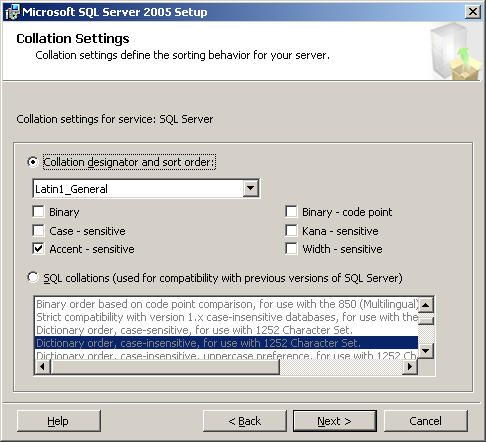 Microsoft SQL Server 2005 Setup
Collation Settings
Collation settings define the sorting behavior for your server.
Collation settings for service: SQL Server
Collation designator and sort order:
Latin1_General
Binary
Binary - code point
Case - sensitive
Kana - sensitive
Accent - sensitive
Width - sensitive
SQL collations (used for compatibility with previous versions of SQL Server)
Binary order based on code point comparison, for use with the 850 (Multilingual)
Strict compatibility with version 1.x case-insensitive databases, for use with the
Dictionary order, case-sensitive, for use with 1252 Character Set.
Dictionary order, case-insensitive, for use with 1252 Character Set.
Dictionary order, case-insensitive, uppercase preference, for use with 1252 Ch
Help
< Back
Next >
Cancel